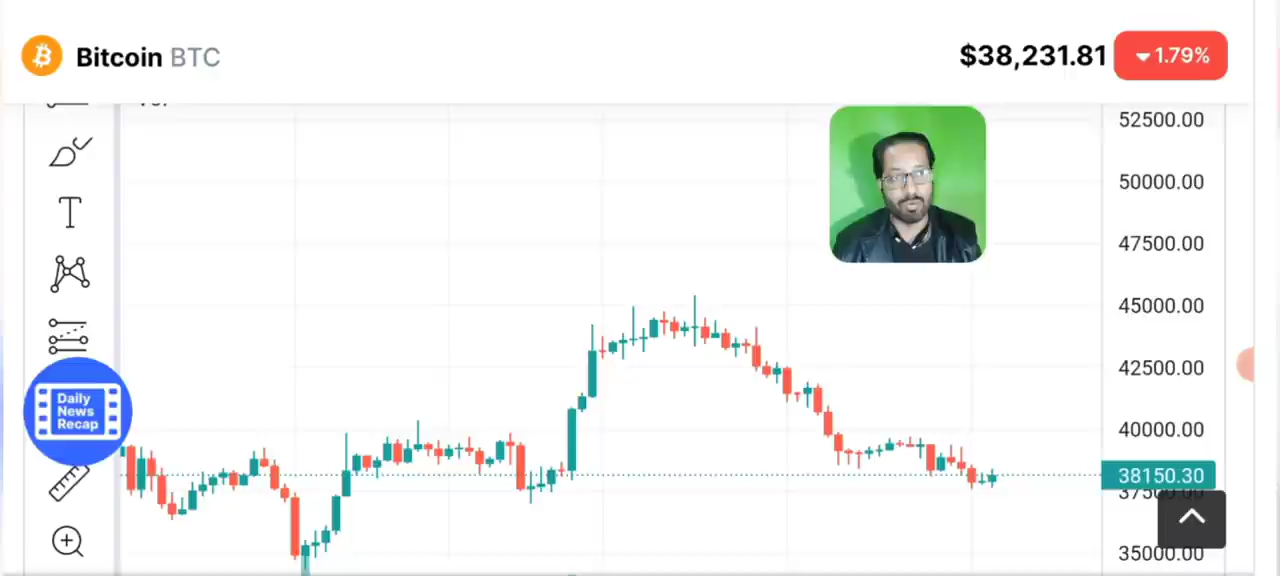 Bitcoin BTC
$38,231.81
1.79%
52500.00
50000.00
47500.00
45000.00
42500.00
Daily
News
Recap
40000.00
38150.30
35000.00